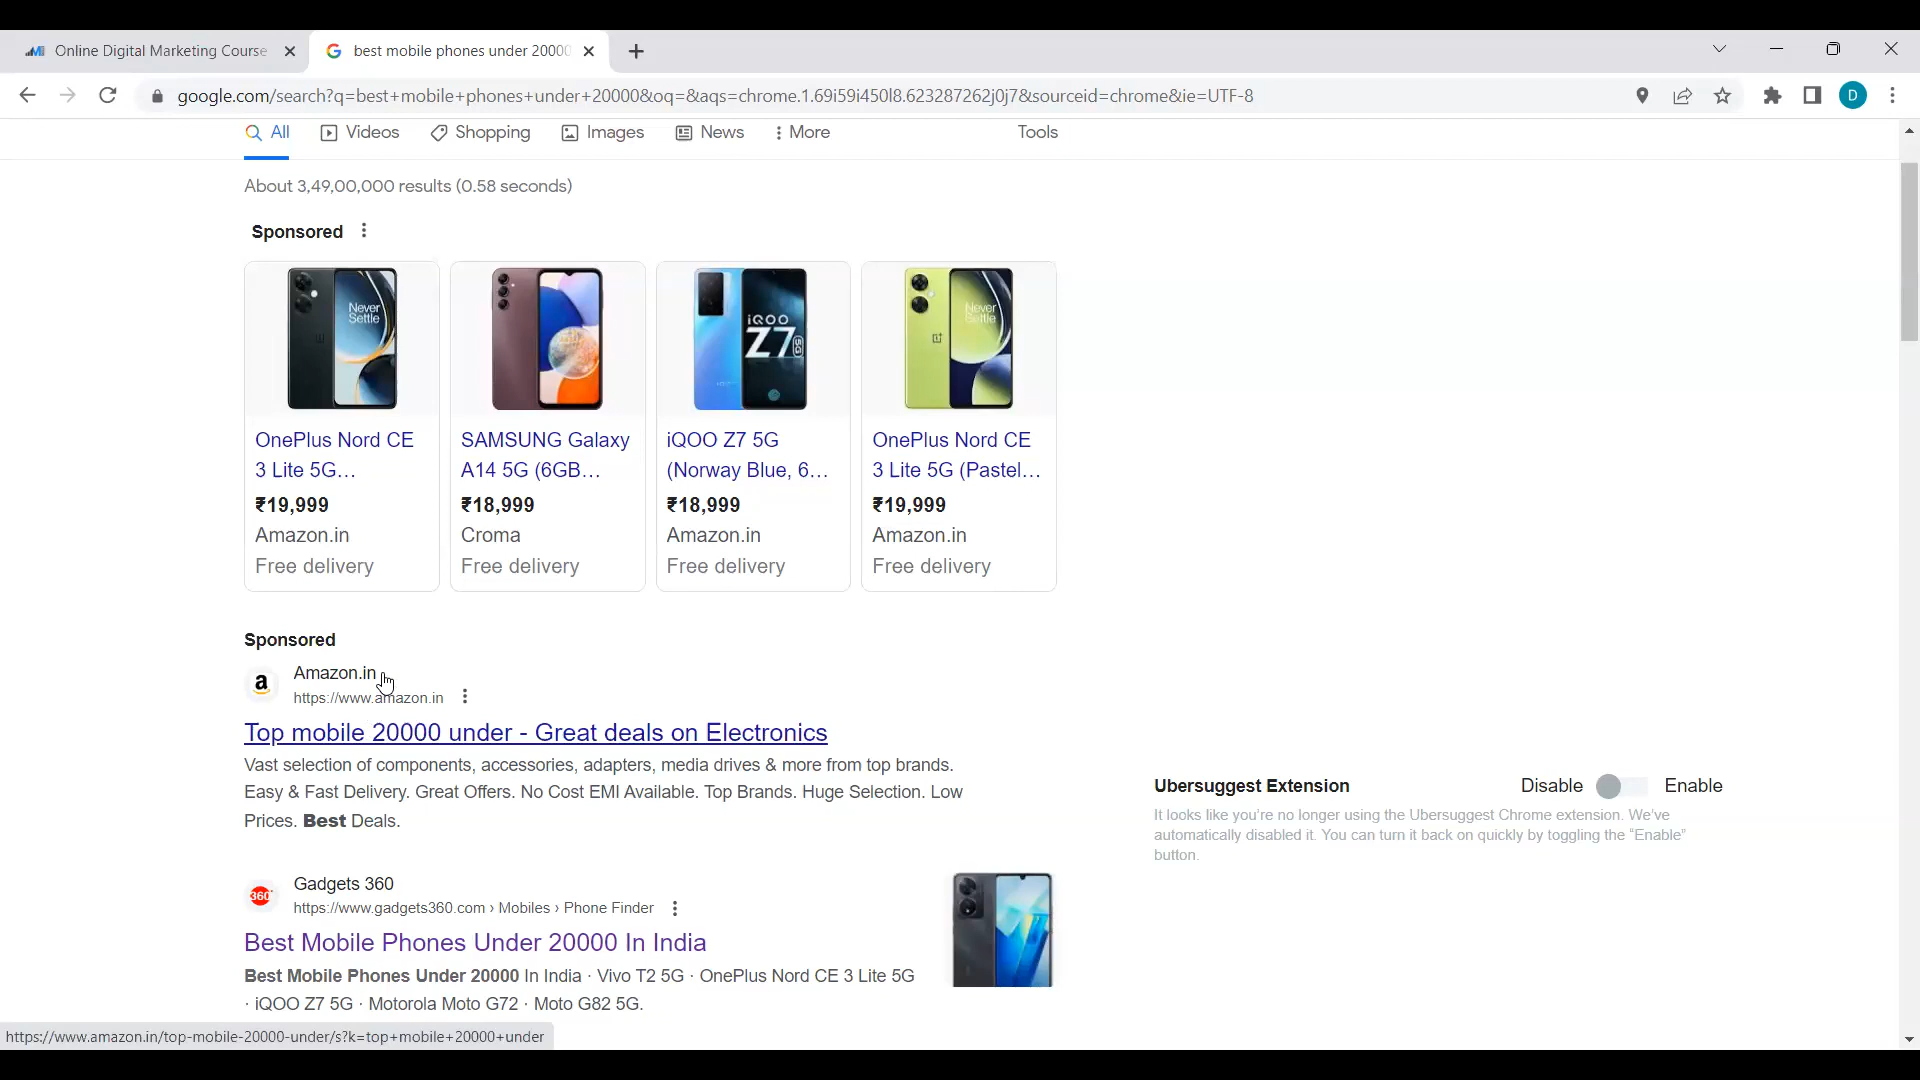 Online Digital Marketing Course
best mobile phones under 20000
google.com/search?q=best+mobile+phones+under+20000&oq=&aqs=chrome.1.69i59i450l8.623287262j0j7&sourceid=chrome&ie=UTF-8
D
All Videos Shopping Images News More Tools
About 3,49,00,000 results (0.58 seconds)
Sponsored
Never Settle
iQOO Z7 5G
Never Settle
OnePlus Nord CE
3 Lite 5G...
₹19,999
Amazon.in
Free delivery
SAMSUNG Galaxy
A14 5G (6GB...
₹18,999
Croma
Free delivery
iQOO Z7 5G
(Norway Blue, 6...
₹18,999
Amazon.in
Free delivery
OnePlus Nord CE
3 Lite 5G (Pastel...
₹19,999
Amazon.in
Free delivery
Sponsored
a
Amazon.in
https://www.amazon.in
Top mobile 20000 under - Great deals on Electronics
Vast selection of components, accessories, adapters, media drives & more from top brands.
Easy & Fast Delivery. Great Offers. No Cost EMI Available. Top Brands. Huge Selection. Low
Prices. Best Deals.
Ubersuggest Extension Disable Enable
It looks like you're no longer using the Ubersuggest Chrome extension. We've
automatically disabled it. You can turn it back on quickly by toggling the "Enable"
button.
360
Gadgets 360
https://www.gadgets360.com › Mobiles › Phone Finder
Best Mobile Phones Under 20000 In India
Best Mobile Phones Under 20000 In India · Vivo T2 5G · OnePlus Nord CE 3 Lite 5G
· iQOO Z7 5G · Motorola Moto G72 · Moto G82 5G.
https://www.amazon.in/top-mobile-20000-under/s?k=top+mobile+20000+under